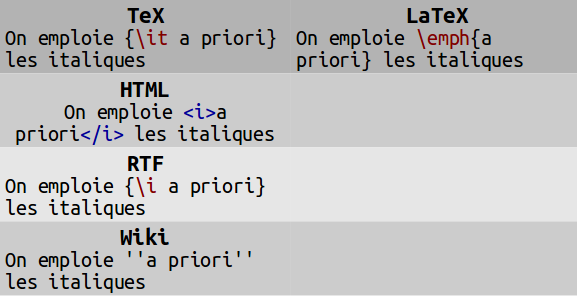 TeX
On emploie {\it a priori}
les italiques
LaTeX
On emploie \emph{a
priori} les italiques
HTML
On emploie <i>a
priori</i> les italiques
RTF
On emploie {\i a priori}
les italiques
Wiki
On emploie ''a priori''
les italiques